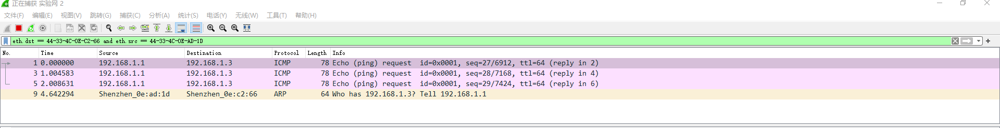 正在捕获 实验网 2
文件(F) 编辑(E) 视图(V) 跳转(G) 捕获(C) 分析(A) 统计(S) 电话(Y) 无线(W) 工具(T) 帮助(H)
eth.dst == 44-33-4C-0E-C2-66 and eth.src == 44-33-4C-0E-AD-1D
No. Time Source Destination Protocol Length Info
1 0.000000 192.168.1.1 192.168.1.3 ICMP 78 Echo (ping) request id=0x0001, seq=27/6912, ttl=64 (reply in 2)
3 1.004583 192.168.1.1 192.168.1.3 ICMP 78 Echo (ping) request id=0x0001, seq=28/7168, ttl=64 (reply in 4)
5 2.008631 192.168.1.1 192.168.1.3 ICMP 78 Echo (ping) request id=0x0001, seq=29/7424, ttl=64 (reply in 6)
9 4.642294 Shenzhen_0e:ad:1d Shenzhen_0e:c2:66 ARP 64 Who has 192.168.1.3? Tell 192.168.1.1